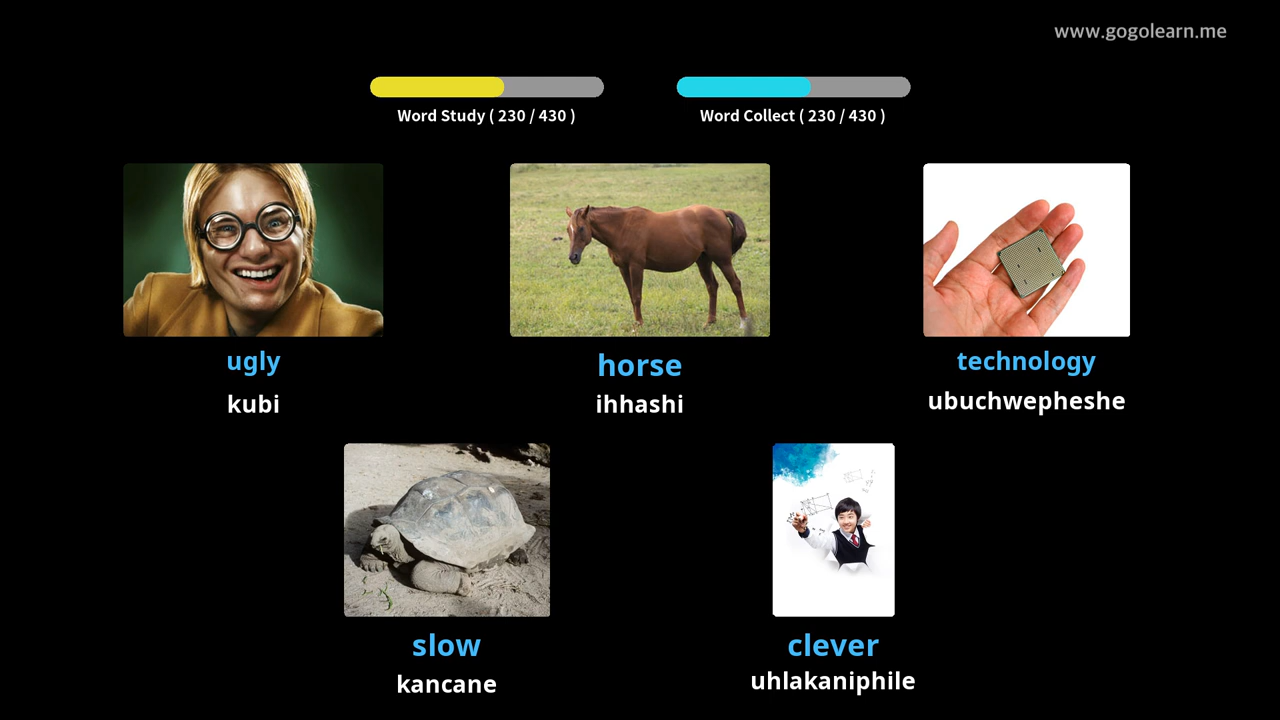 www.gogolearn.me
Word Study ( 230 / 430 )
Word Collect ( 230 / 430 )
ugly
kubi
horse
ihhashi
technology
ubuchwepheshe
slow
kancane
clever
uhlakaniphile